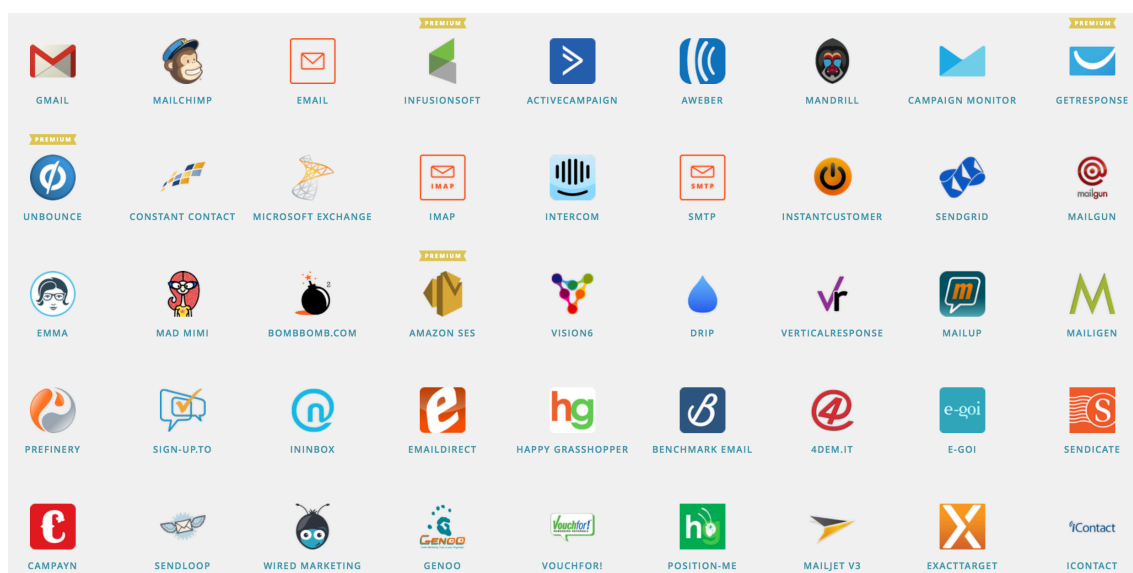 PREMIUM PREMIUM
GMAIL MAILCHIMP EMAIL INFUSIONSOFT ACTIVECAMPAIGN AWEBER MANDRILL CAMPAIGN MONITOR GETRESPONSE
PREMIUM
IMAP SMTP mailgun
UNBOUNCE CONSTANT CONTACT MICROSOFT EXCHANGE IMAP INTERCOM SMTP INSTANTCUSTOMER SENDGRID MAILGUN
PREMIUM
2 vr m
EMMA MAD MIMI BOMBBOMB.COM AMAZON SES VISION6 DRIP VERTICALRESPONSE MAILUP MAILIGEN
n e hg B 4 e-goi S
PREFINERY SIGN-UP.TO ININBOX EMAILDIRECT HAPPY GRASSHOPPER BENCHMARK EMAIL 4DEM.IT E-GOI SENDICATE
GENOO Vouchfor! h X iContact
CAMPAYN SENDLOOP WIRED MARKETING GENOO VOUCHFOR! POSITION-ME MAILJET V3 EXACTTARGET ICONTACT